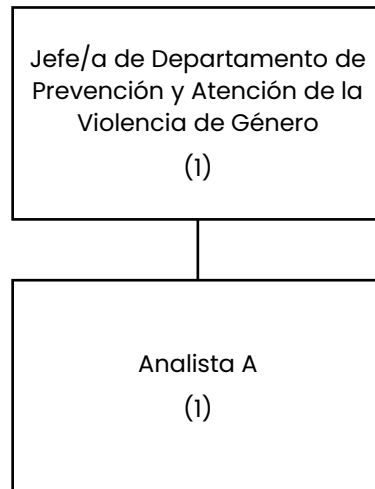 Jefe/a de Departamento de
Prevención y Atención de la
Violencia de Género
(1)
Analista A
(1)